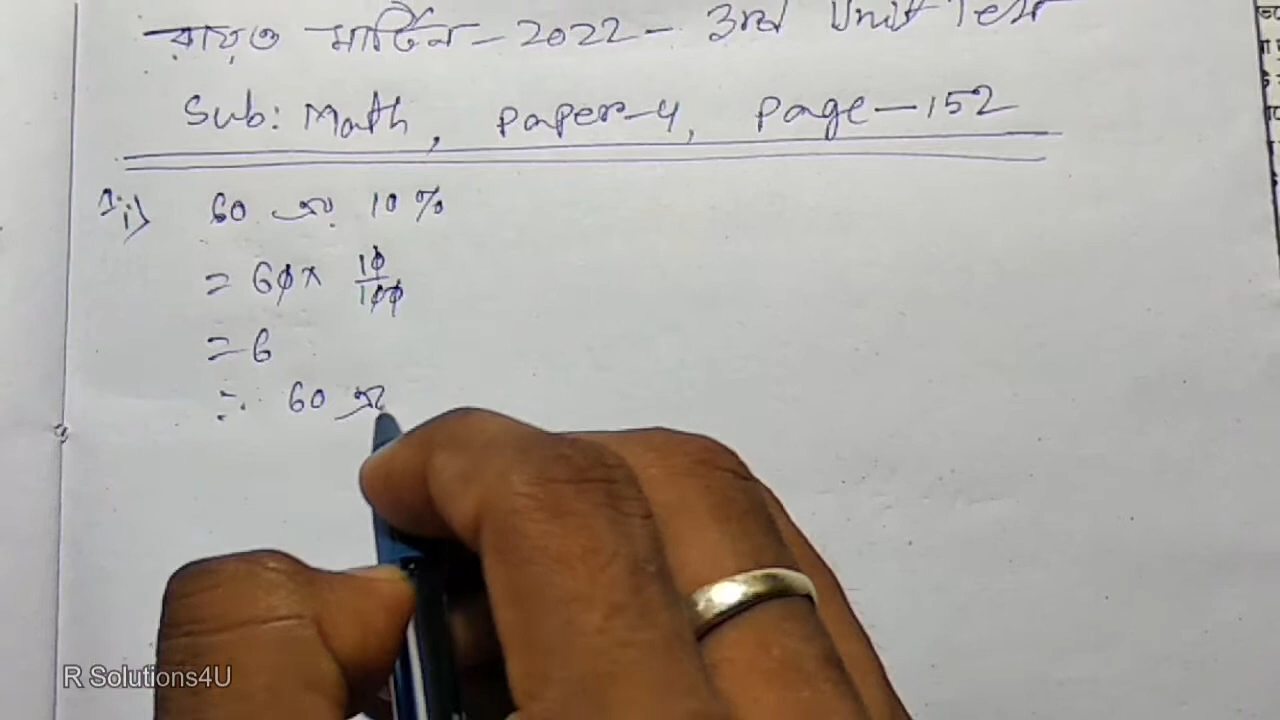 রায় ও মার্টিন - 2022 - 3rd Unit Test
Sub: Math, Paper-4, Page-152
1.i) 60 এর 10 %
= 60 x 10/100
= 6
∴ 60 এর
R Solutions4U